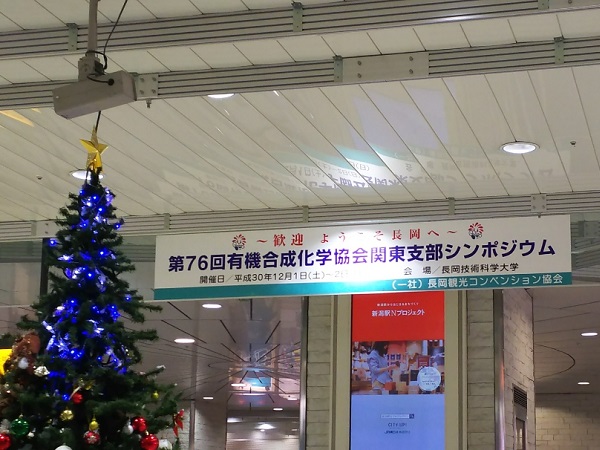 ～歓迎 ようこそ長岡へ～
第76回有機合成化学協会関東支部シンポジウム
開催日／平成30年12月1日(土)～2
会 場／長岡技術科学大学
(一社)長岡観光コンベンション協会
新潟駅Nプロジェクト